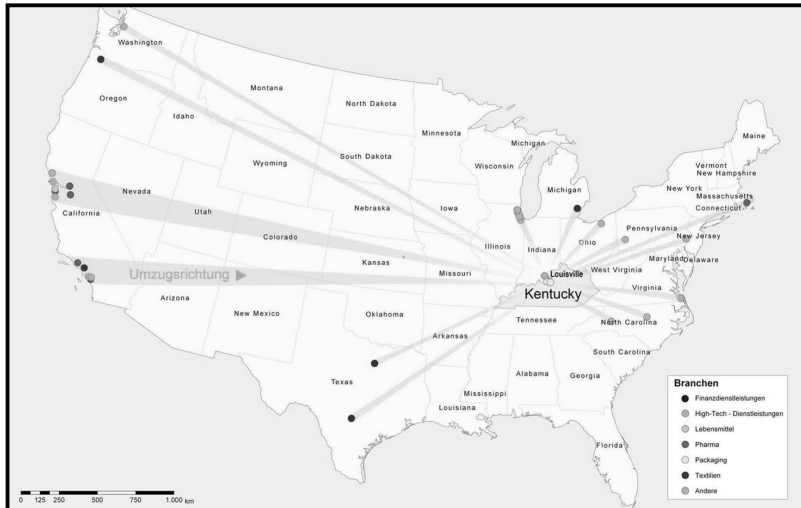 Washington
Maine
Montana
North Dakota
Minnesota
Michigan
Vermont
New Hampshire
Oregon
Idaho
South Dakota
Wisconsin
New York
Massachusetts
Connecticut
Wyoming
Michigan
Nevada
Nebraska
Iowa
Pennsylvania
New Jersey
California
Utah
Colorado
Illinois
Indiana
Ohio
Maryland
Delaware
Kansas
Missouri
Louisville
West Virginia
Umzugsrichtung
Kentucky
Virginia
Arizona
New Mexico
Oklahoma
Arkansas
Tennessee
North Carolina
South Carolina
Texas
Mississippi
Alabama
Georgia
Louisiana
Florida
Branchen
Finanzdienstleistungen
High-Tech - Dienstleistungen
Lebensmittel
Pharma
Packaging
Textilien
Andere
0 125 250 500 750 1.000 km